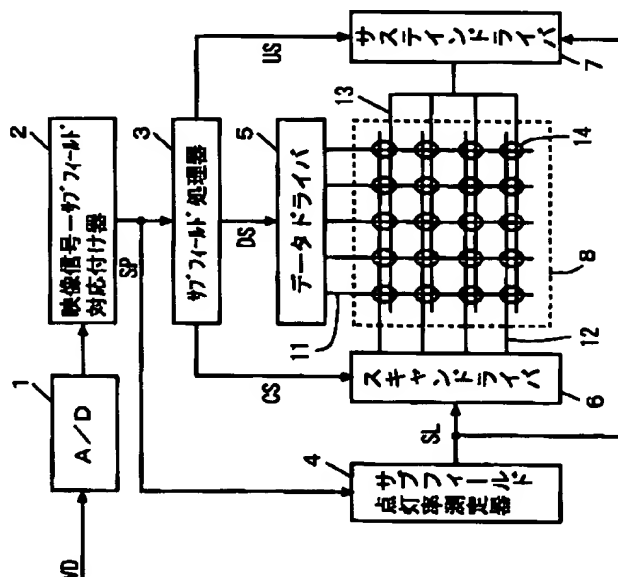 VD
1
A/D
2
映像信号ーサブフィールド
対応付け器
SP
3
サブフィールド処理器
CS
DS
US
4
サブフィールド
点灯率測定器
SL
5
データドライバ
6
スキャンドライバ
サステインドライバ
7
8
11
12
13
14